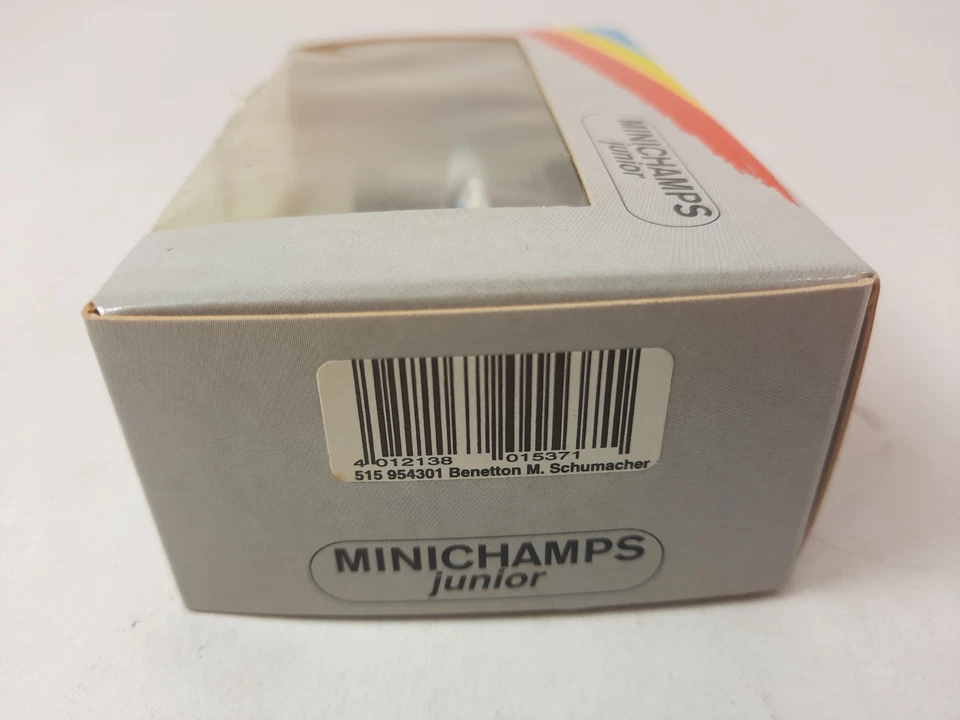 MINICHAMPS
junior
4 012138 015371
515 954301 Benetton M. Schumacher
MINICHAMPS
junior